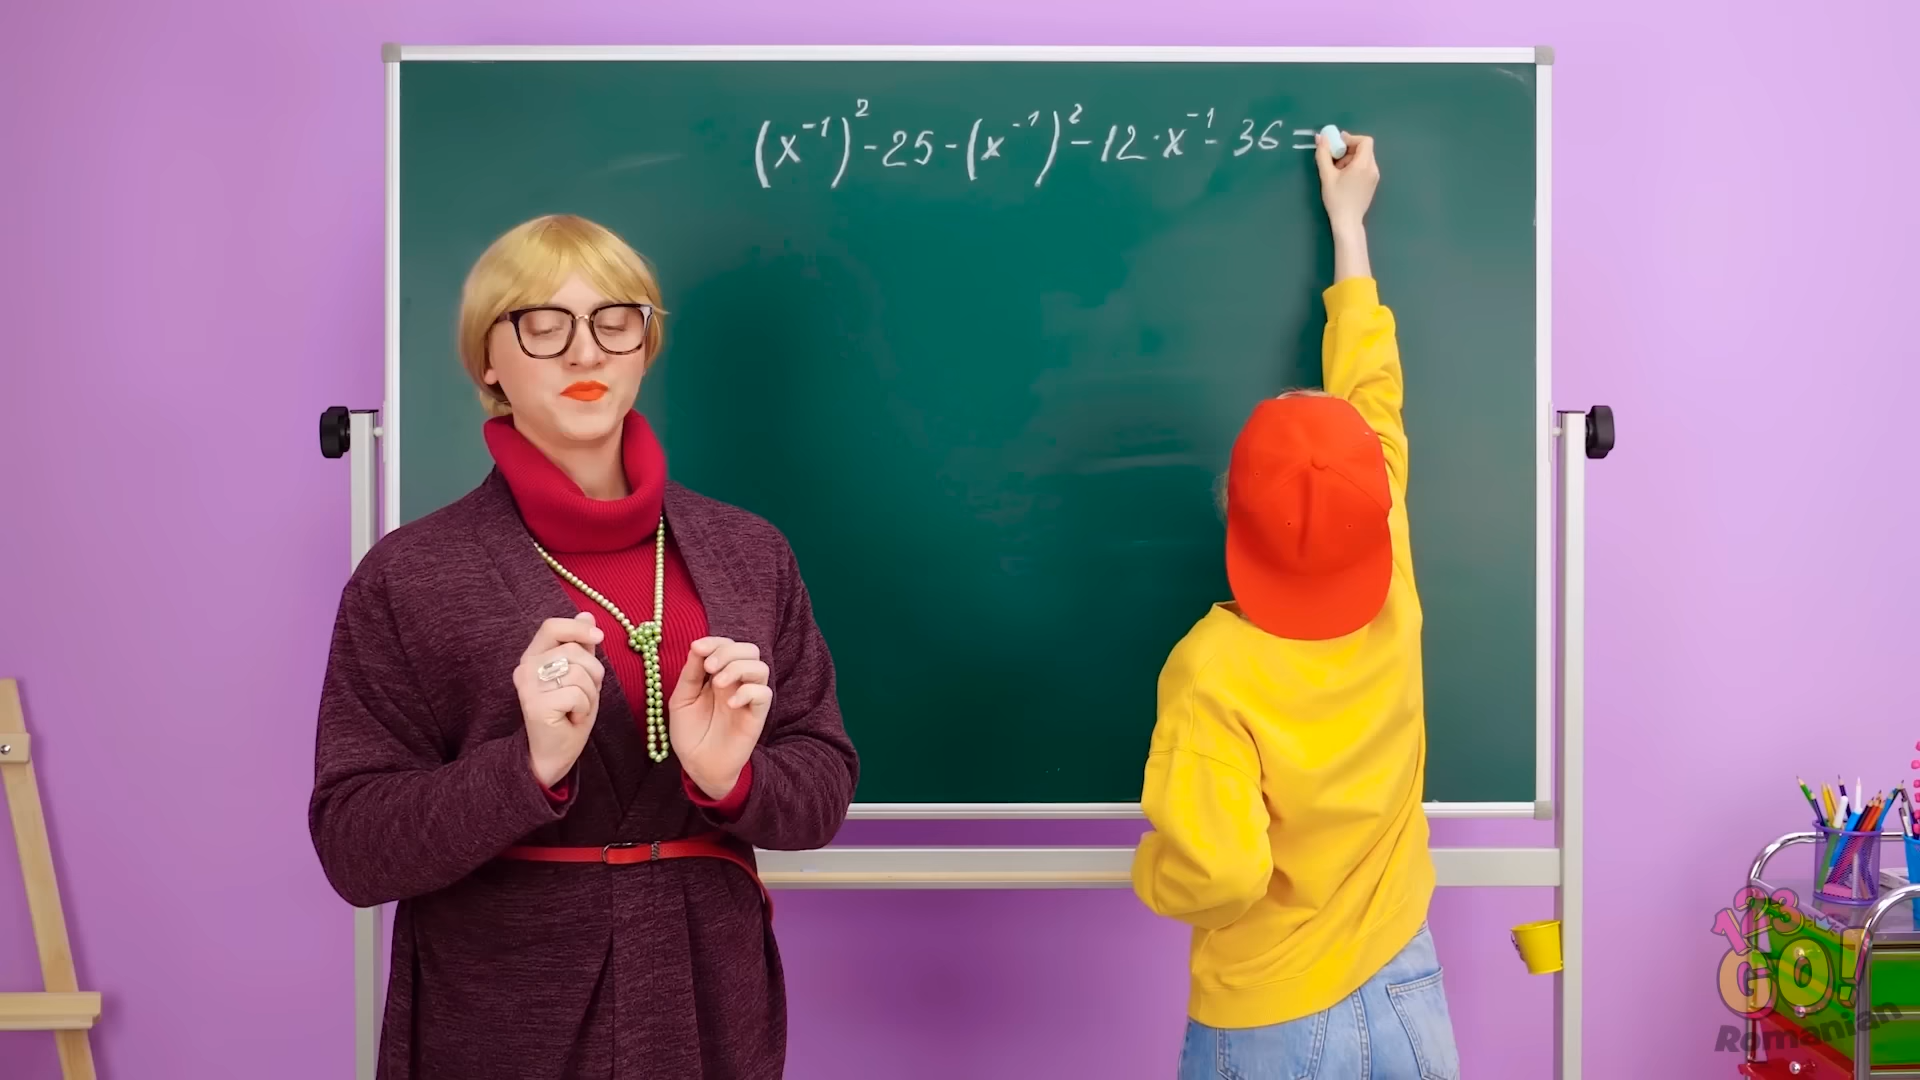 (x⁻¹)² - 25 - (x⁻¹)² - 12 · x⁻¹ - 36 =
123
GO!
Romanian